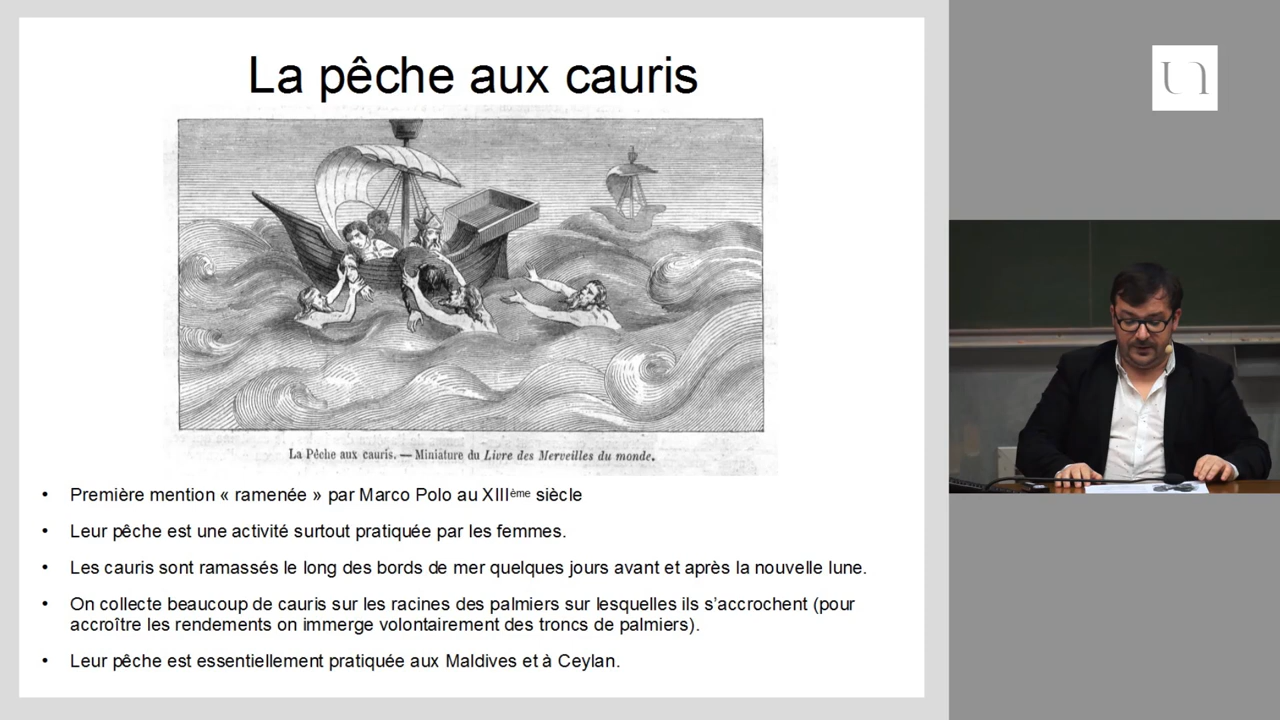 La pêche aux cauris
La Pêche aux cauris. — Miniature du Livre des Merveilles du monde.
• Première mention « ramenée » par Marco Polo au XIIIème siècle
• Leur pêche est une activité surtout pratiquée par les femmes.
• Les cauris sont ramassés le long des bords de mer quelques jours avant et après la nouvelle lune.
• On collecte beaucoup de cauris sur les racines des palmiers sur lesquelles ils s’accrochent (pour
accroître les rendements on immerge volontairement des troncs de palmiers).
• Leur pêche est essentiellement pratiquée aux Maldives et à Ceylan.